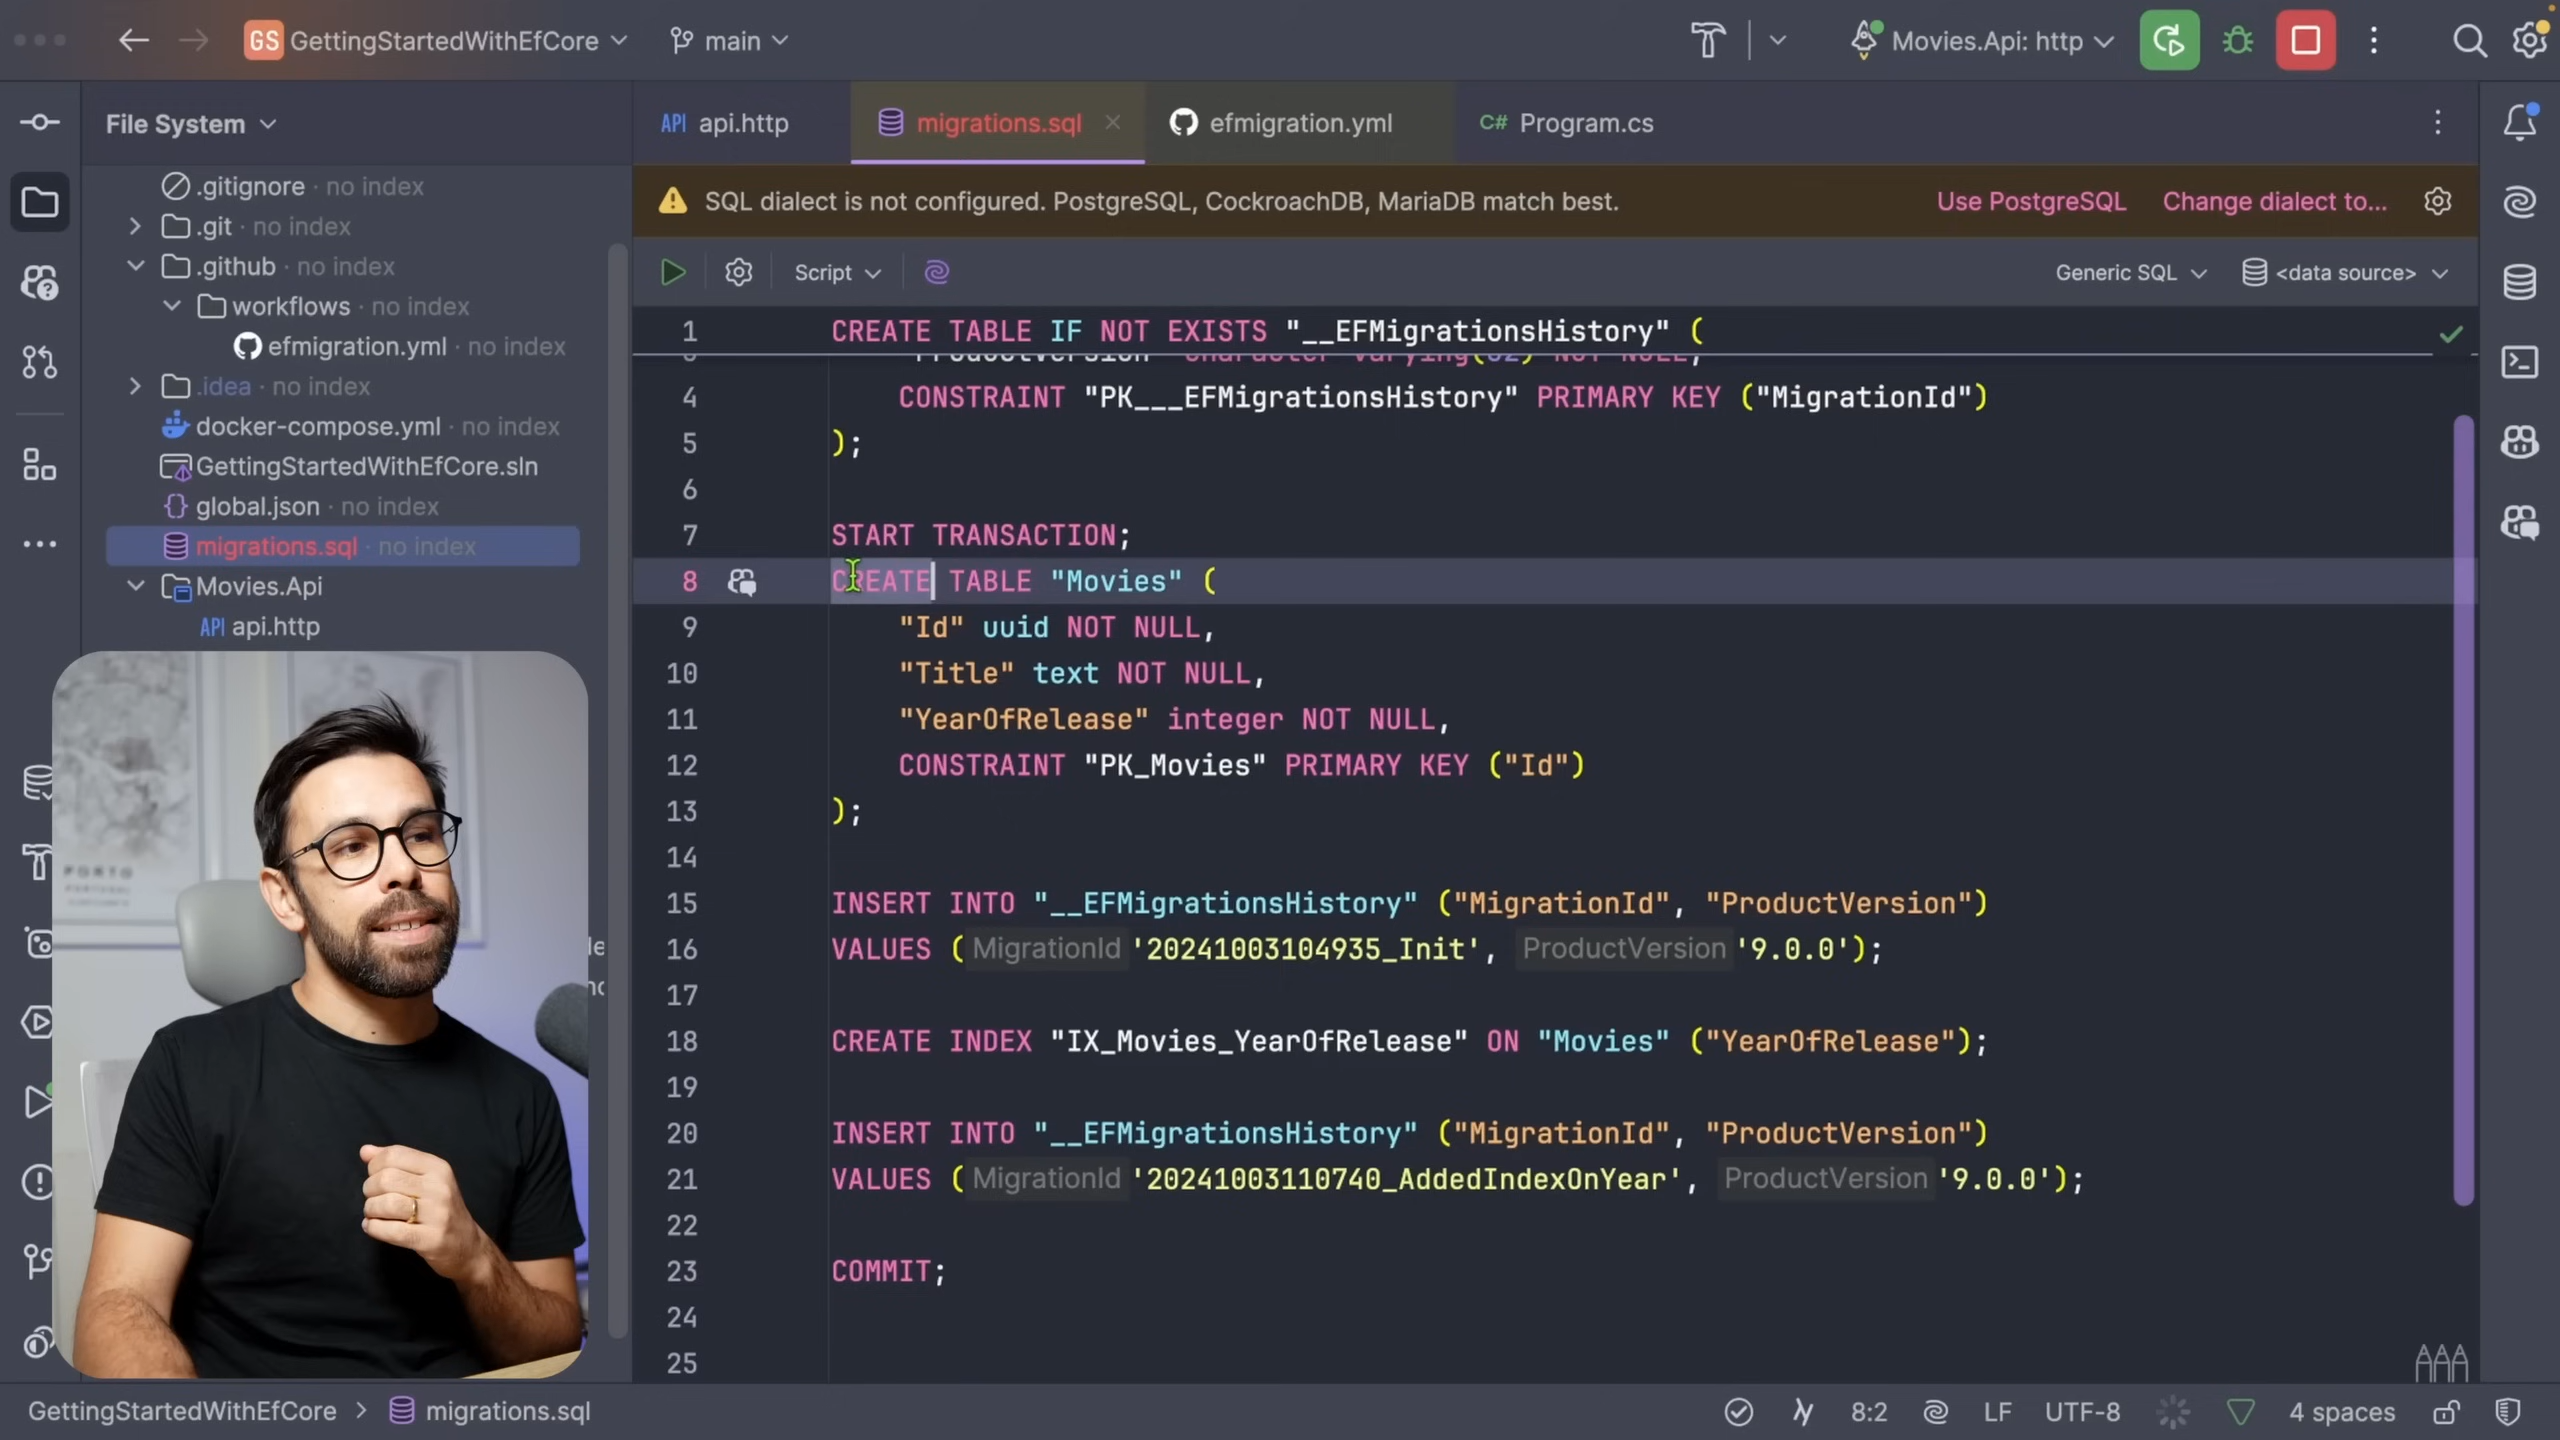 GS GettingStartedWithEfCore
main
Movies.Api: http
File System
API api.http
migrations.sql
efmigration.yml
C# Program.cs
SQL dialect is not configured. PostgreSQL, CockroachDB, MariaDB match best.
Use PostgreSQL
Change dialect to...
Script
Generic SQL
<data source>
.gitignore · no index
.git · no index
.github · no index
workflows · no index
efmigration.yml · no index
.idea · no index
docker-compose.yml · no index
GettingStartedWithEfCore.sln
global.json · no index
migrations.sql · no index
Movies.Api
API api.http
PORTO
1 CREATE TABLE IF NOT EXISTS "__EFMigrationsHistory" (
4 CONSTRAINT "PK___EFMigrationsHistory" PRIMARY KEY ("MigrationId")
5 );
6
7 START TRANSACTION;
8 CREATE TABLE "Movies" (
9 "Id" uuid NOT NULL,
10 "Title" text NOT NULL,
11 "YearOfRelease" integer NOT NULL,
12 CONSTRAINT "PK_Movies" PRIMARY KEY ("Id")
13 );
14
15 INSERT INTO "__EFMigrationsHistory" ("MigrationId", "ProductVersion")
16 VALUES ( MigrationId '20241003104935_Init', ProductVersion '9.0.0');
17
18 CREATE INDEX "IX_Movies_YearOfRelease" ON "Movies" ("YearOfRelease");
19
20 INSERT INTO "__EFMigrationsHistory" ("MigrationId", "ProductVersion")
21 VALUES ( MigrationId '20241003110740_AddedIndexOnYear', ProductVersion '9.0.0');
22
23 COMMIT;
24
25
GettingStartedWithEfCore > migrations.sql
8:2
LF
UTF-8
4 spaces